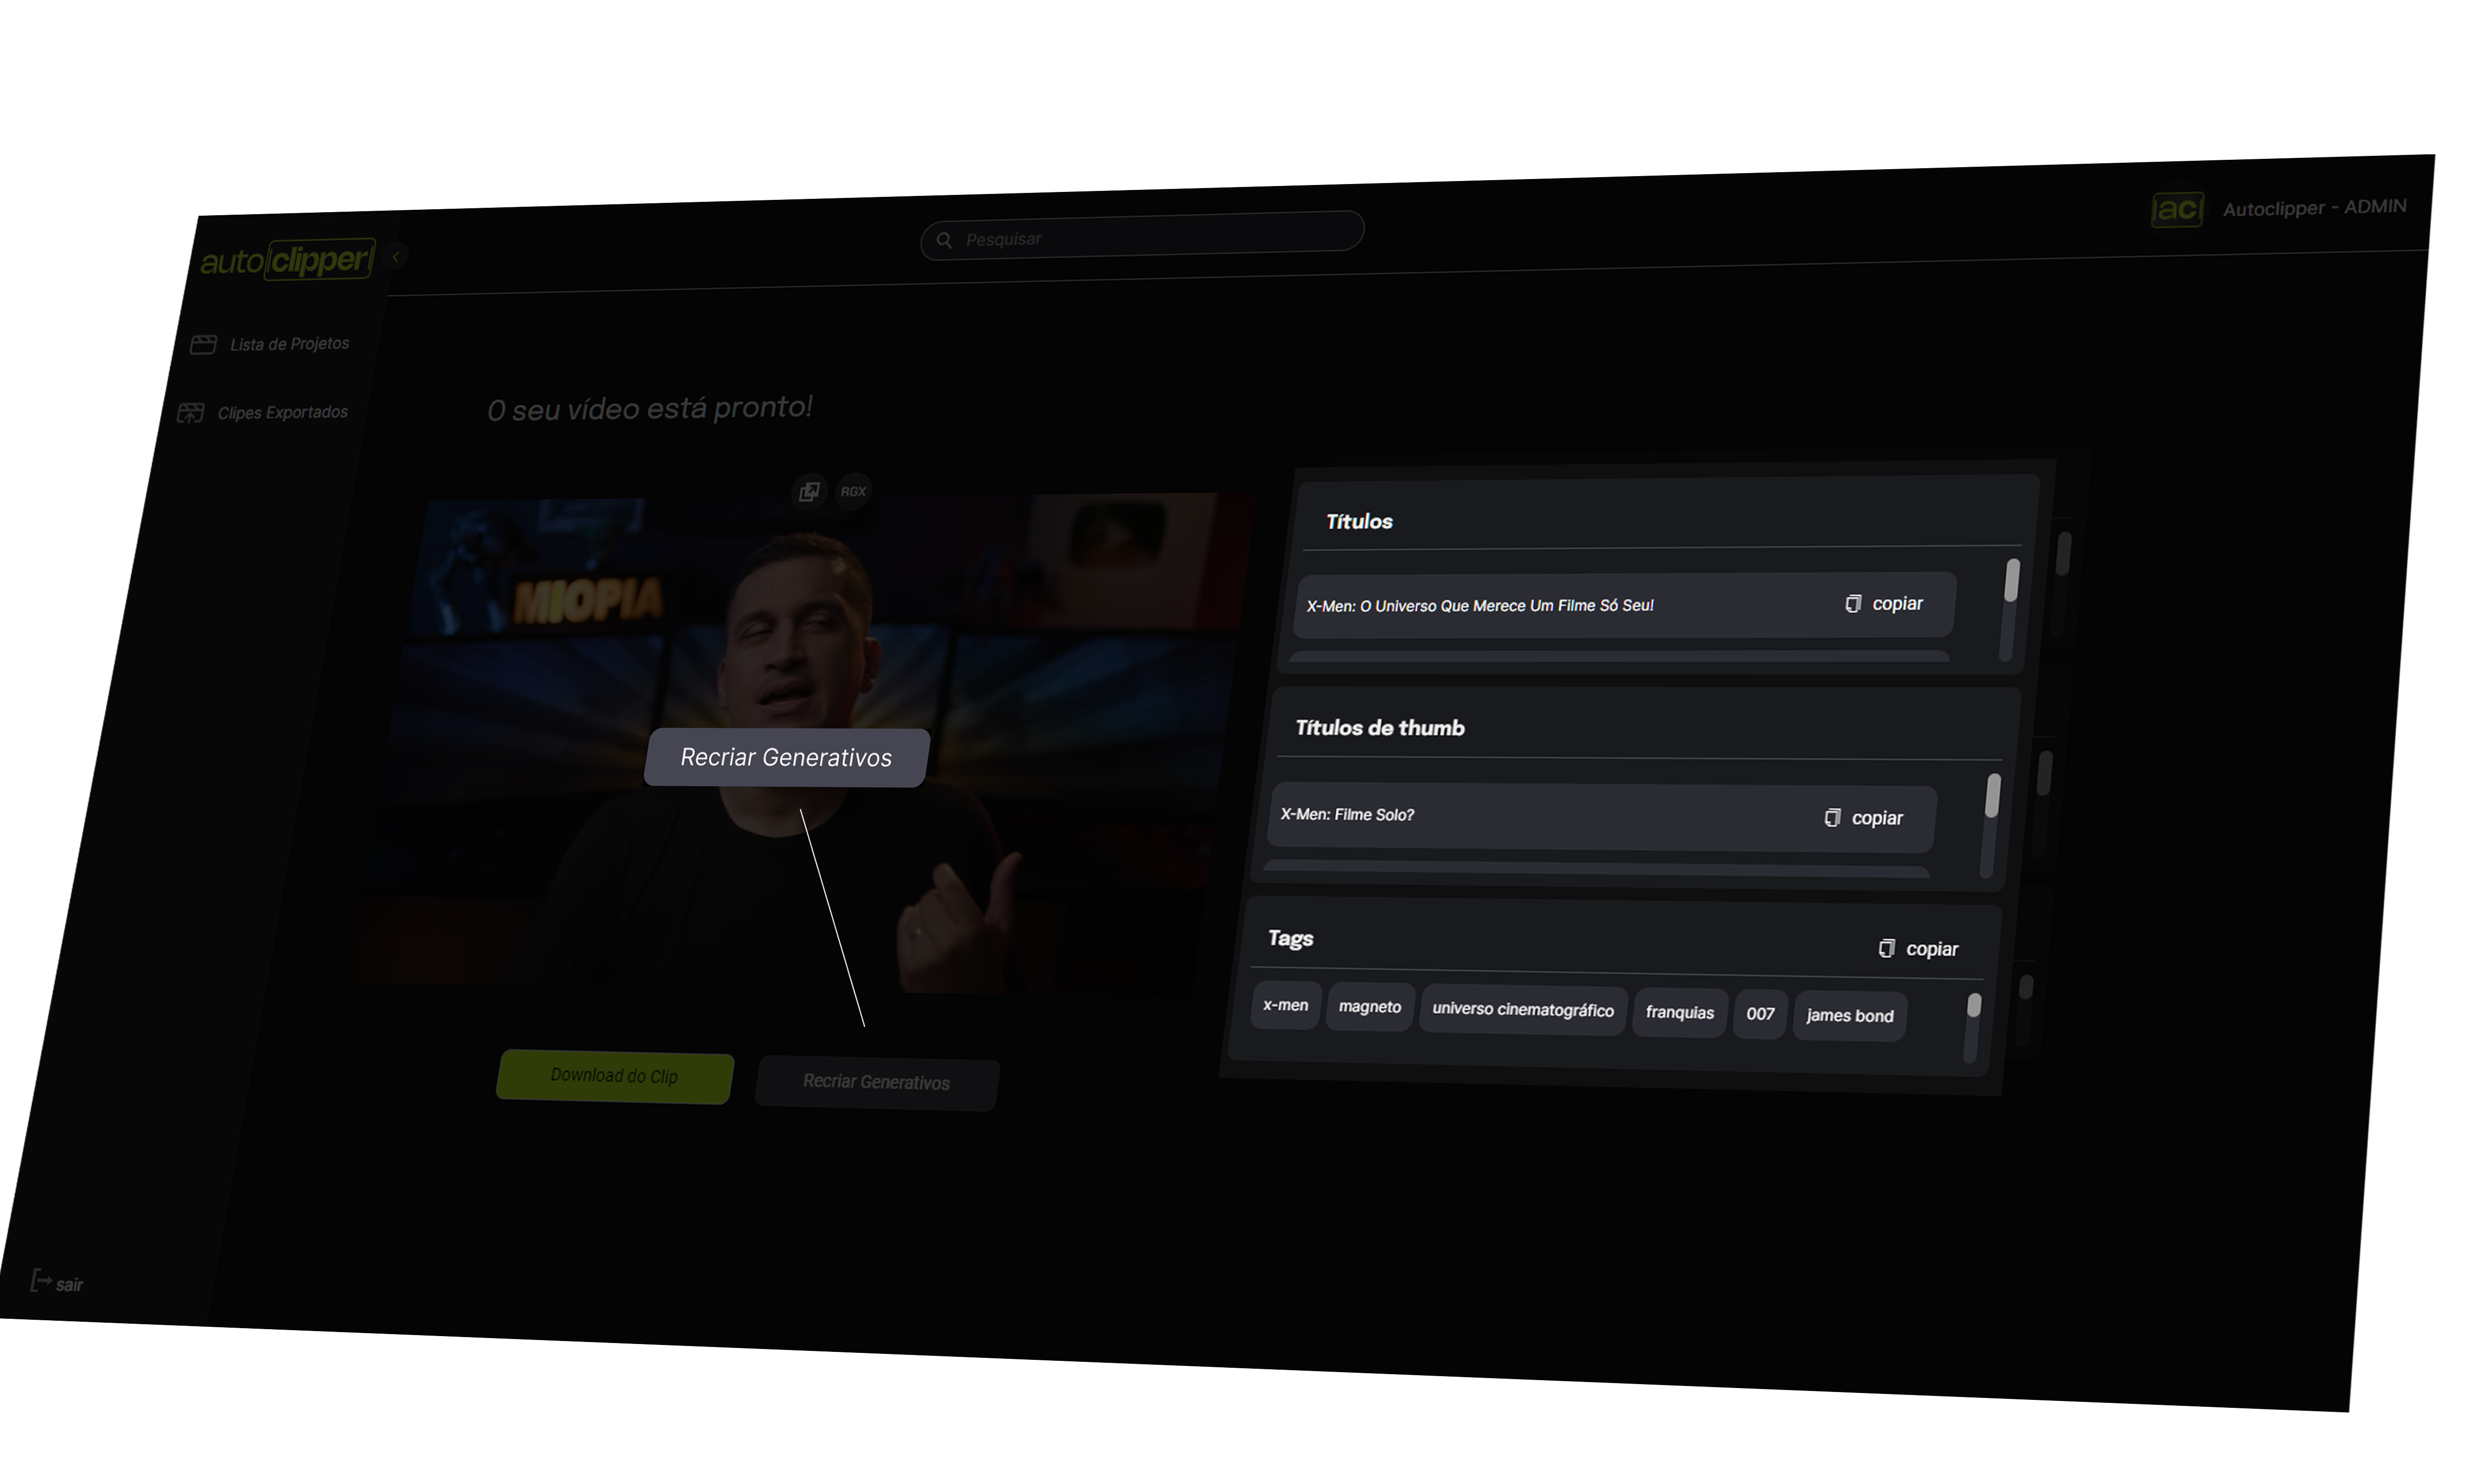 autoclipper
Pesquisar
ac
Autoclipper - ADMIN
Lista de Projetos
Clipes Exportados
O seu vídeo está pronto!
RGX
MIOPIA
Recriar Generativos
Download do Clip
Recriar Generativos
Títulos
X-Men: O Universo Que Merece Um Filme Só Seu!
copiar
Títulos de thumb
X-Men: Filme Solo?
copiar
Tags
copiar
x-men
magneto
universo cinematográfico
franquias
007
james bond
sair